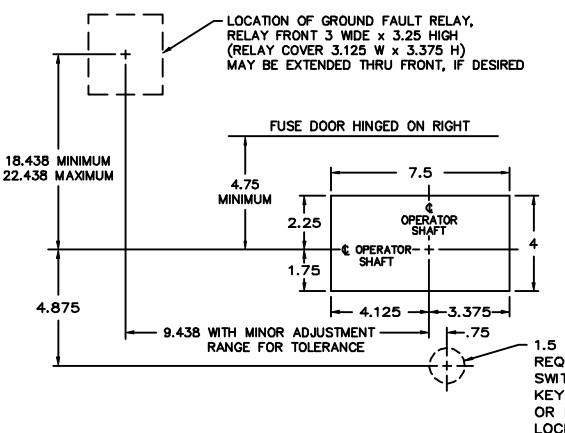 LOCATION OF GROUND FAULT RELAY,
RELAY FRONT 3 WIDE x 3.25 HIGH
(RELAY COVER 3.125 W x 3.375 H)
MAY BE EXTENDED THRU FRONT, IF DESIRED
FUSE DOOR HINGED ON RIGHT
18.438 MINIMUM
22.438 MAXIMUM
4.75
MINIMUM
7.5
2.25
℄
OPERATOR
SHAFT
4
℄ OPERATOR
SHAFT
1.75
4.125
3.375
4.875
9.438 WITH MINOR ADJUSTMENT
RANGE FOR TOLERANCE
.75
1.5
REQ
SWIT
KEY
OR
LOC